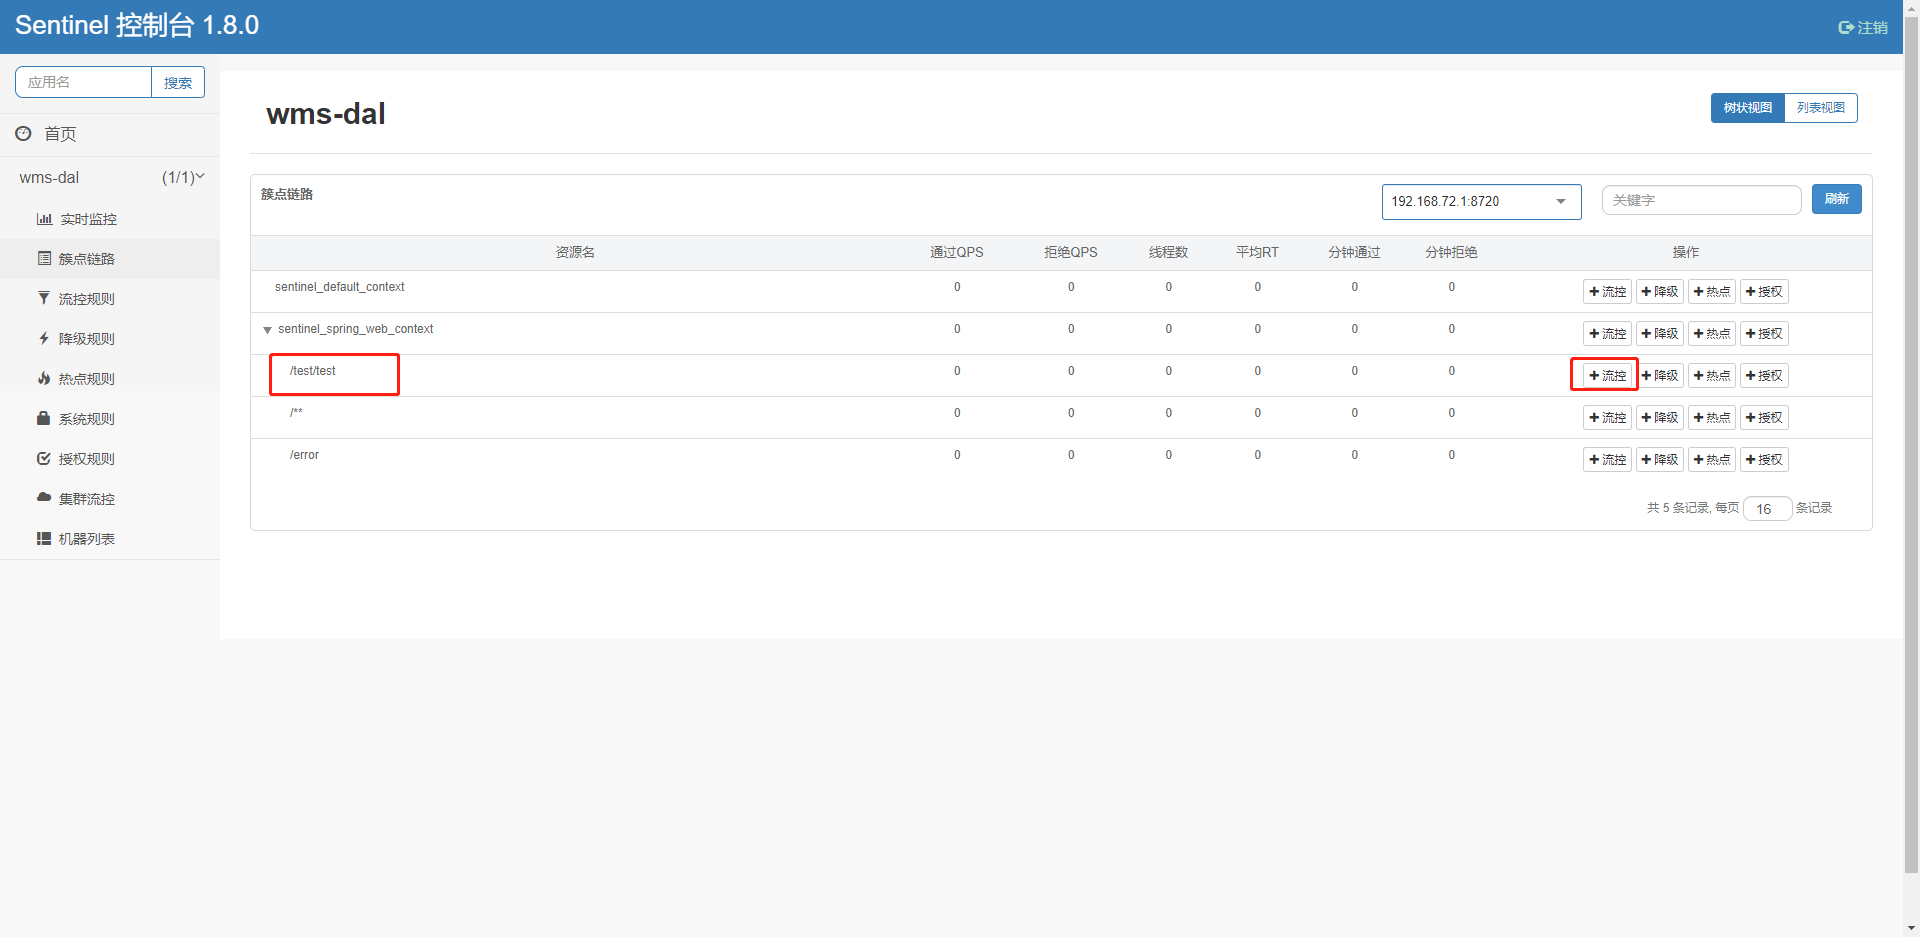 Sentinel 控制台 1.8.0
注销
应用名 搜索
首页
wms-dal (1/1)
实时监控
簇点链路
流控规则
降级规则
热点规则
系统规则
授权规则
集群流控
机器列表
wms-dal
树状视图 列表视图
簇点链路 192.168.72.1:8720 关键字 刷新
资源名 通过QPS 拒绝QPS 线程数 平均RT 分钟通过 分钟拒绝 操作
sentinel_default_context 0 0 0 0 0 0 流控 降级 热点 授权
sentinel_spring_web_context 0 0 0 0 0 0 流控 降级 热点 授权
/test/test 0 0 0 0 0 0 流控 降级 热点 授权
/** 0 0 0 0 0 0 流控 降级 热点 授权
/error 0 0 0 0 0 0 流控 降级 热点 授权
共 5 条记录, 每页 16 条记录